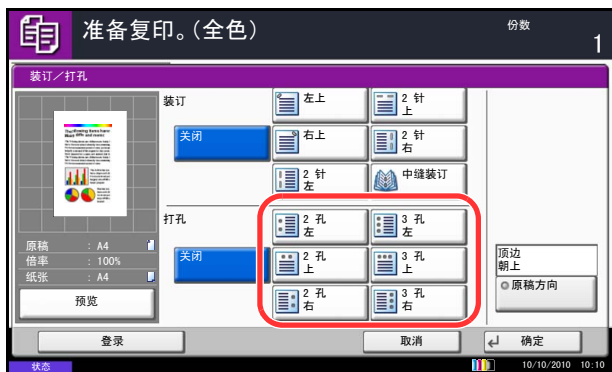 准备复印。(全色)
份数
1
装订/打孔
装订
关闭
左上
2 针
上
右上
2 针
右
2 针
左
中缝装订
打孔
关闭
2 孔
左
3 孔
左
2 孔
上
3 孔
上
2 孔
右
3 孔
右
原稿 : A4
倍率 : 100%
纸张 : A4
预览
顶边
朝上
原稿方向
登录
取消
确定
状态
10/10/2010 10:10